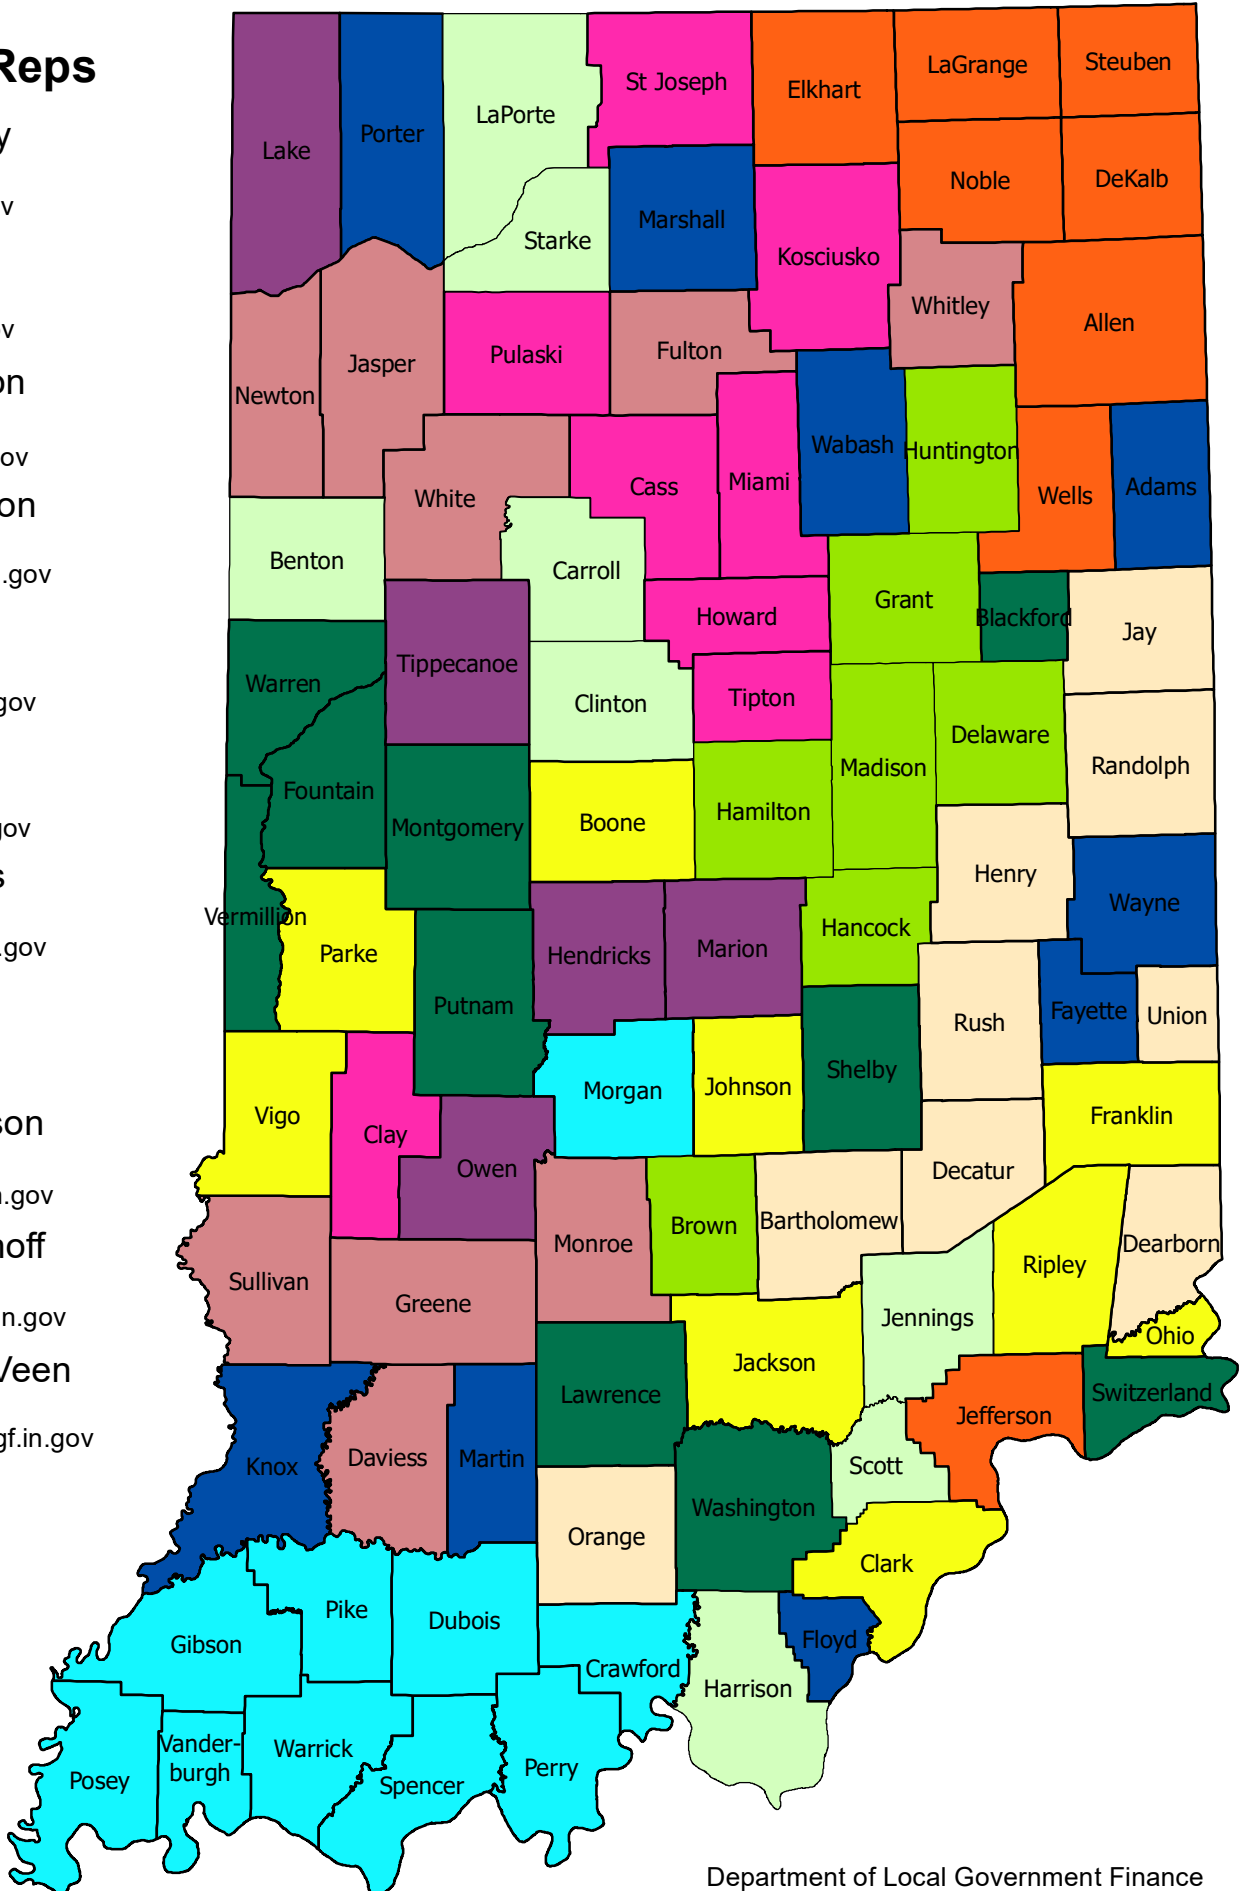 Reps
y
v
v
on
ov
on
.gov
gov
gov
s
.gov
son
n.gov
noff
n.gov
Veen
gf.in.gov
Lake
Porter
LaPorte
St Joseph
Elkhart
LaGrange
Steuben
Noble
DeKalb
Starke
Marshall
Kosciusko
Whitley
Allen
Newton
Jasper
Pulaski
Fulton
White
Cass
Miami
Wabash
Huntington
Wells
Adams
Benton
Carroll
Howard
Grant
Blackford
Jay
Warren
Tippecanoe
Clinton
Tipton
Madison
Delaware
Randolph
Fountain
Montgomery
Boone
Hamilton
Henry
Wayne
Vermillion
Parke
Putnam
Hendricks
Marion
Hancock
Rush
Fayette
Union
Vigo
Clay
Owen
Morgan
Johnson
Shelby
Franklin
Decatur
Sullivan
Greene
Monroe
Brown
Bartholomew
Jennings
Ripley
Dearborn
Ohio
Knox
Daviess
Martin
Lawrence
Jackson
Jefferson
Switzerland
Scott
Washington
Orange
Clark
Gibson
Pike
Dubois
Crawford
Harrison
Floyd
Posey
Vander-
burgh
Warrick
Spencer
Perry
Department of Local Government Finance